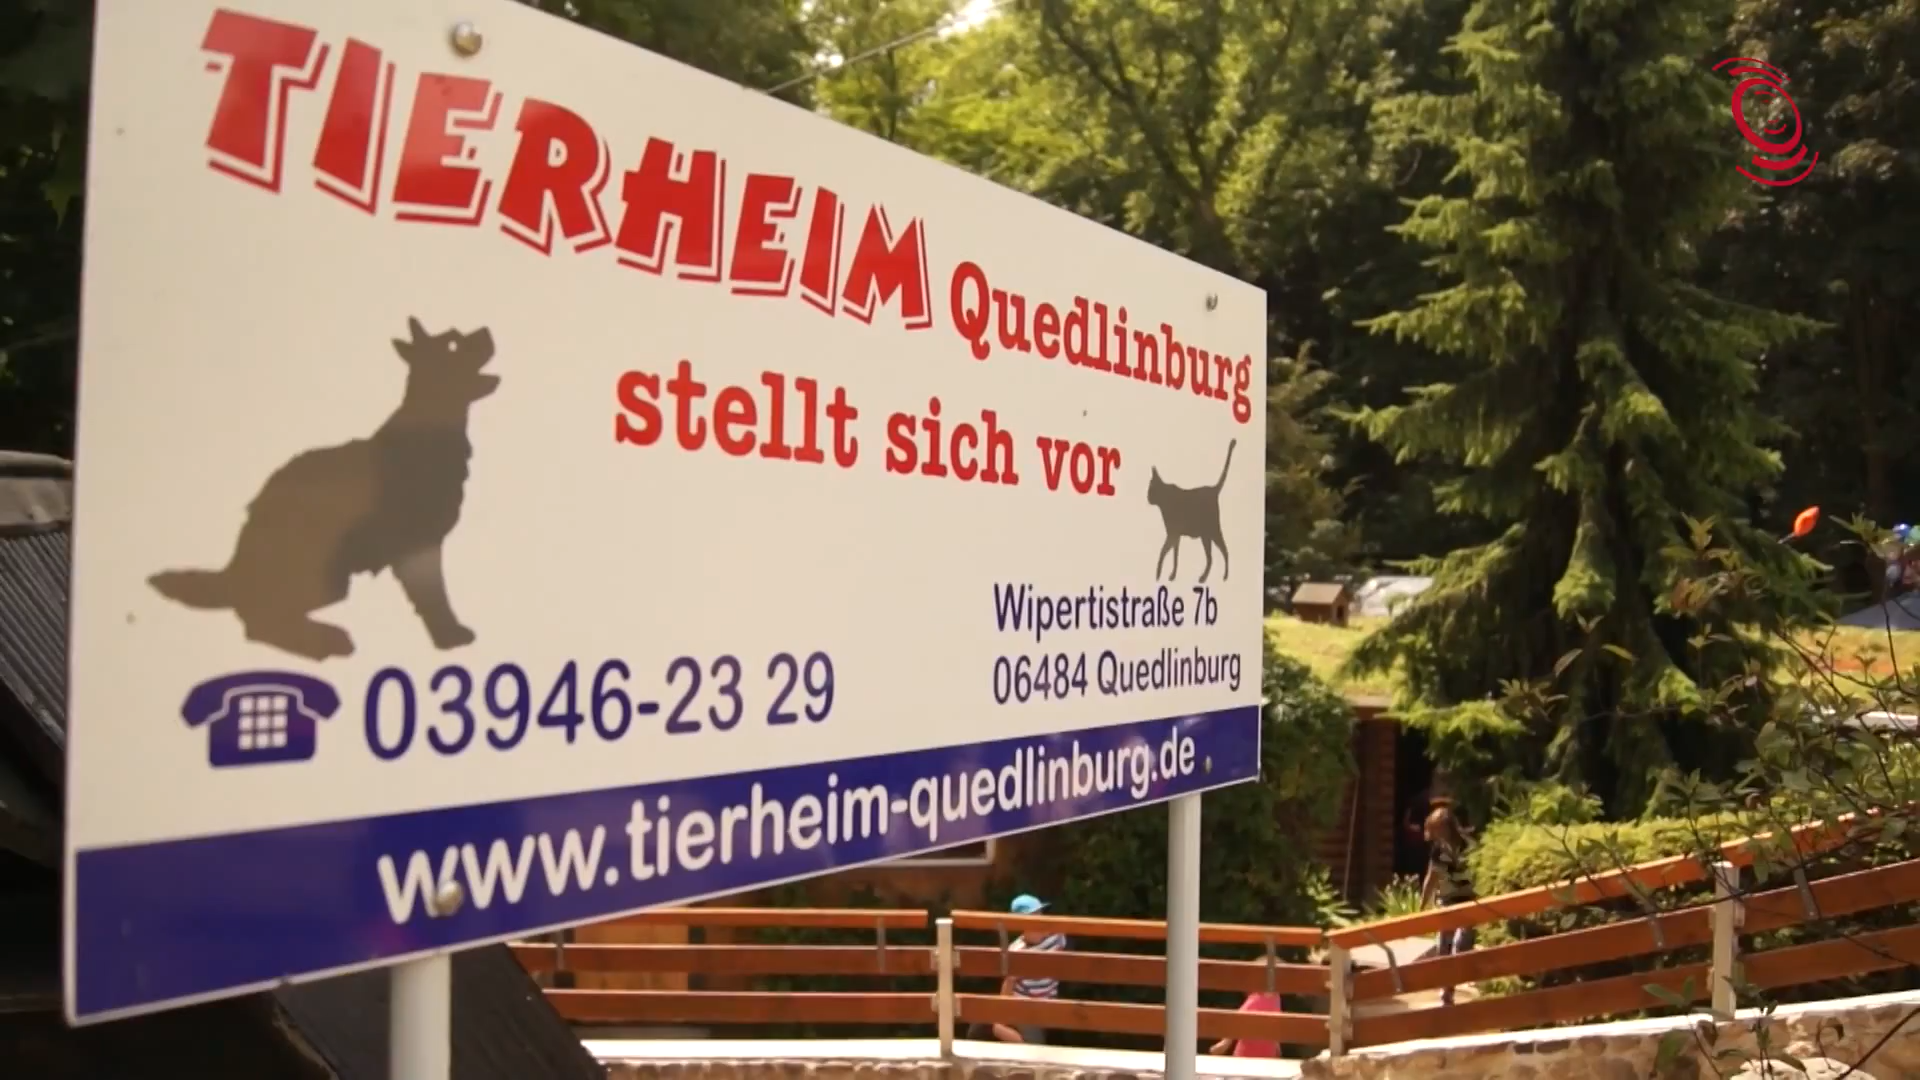 TIERHEIM Quedlinburg
stellt sich vor
Wipertistraße 7b
06484 Quedlinburg
03946-23 29
www.tierheim-quedlinburg.de